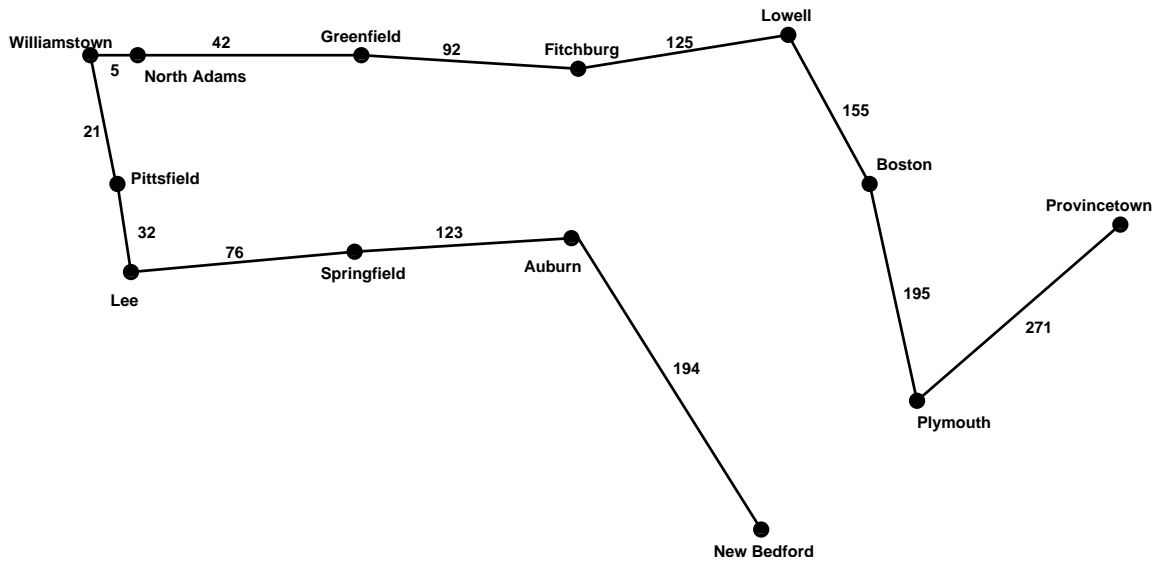 Lowell
Williamstown
42
Greenfield
92
Fitchburg
125
5
North Adams
155
21
Pittsfield
Boston
Provincetown
32
76
123
Springfield
Auburn
Lee
195
271
194
Plymouth
New Bedford